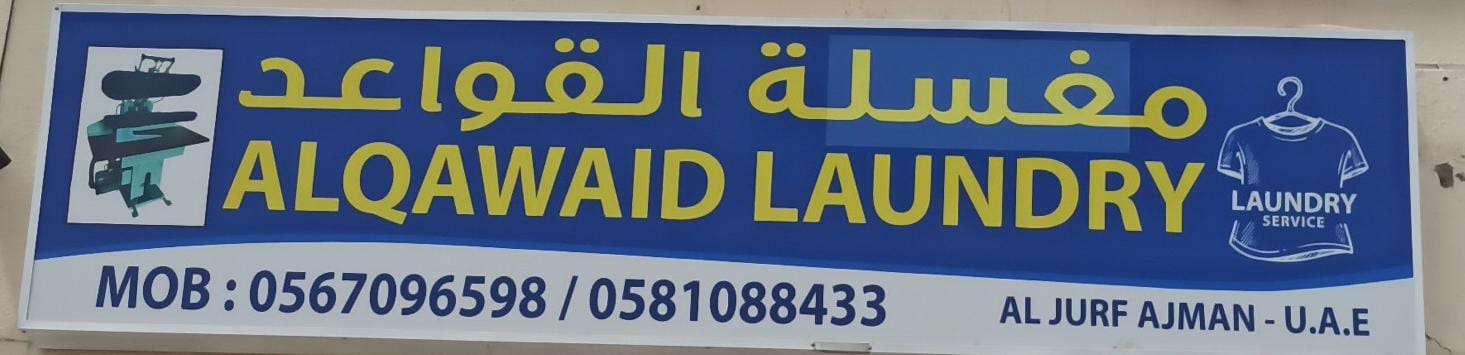 مغسلة القواعد
ALQAWAID LAUNDRY
LAUNDRY
SERVICE
MOB : 0567096598 / 0581088433
AL JURF AJMAN - U.A.E